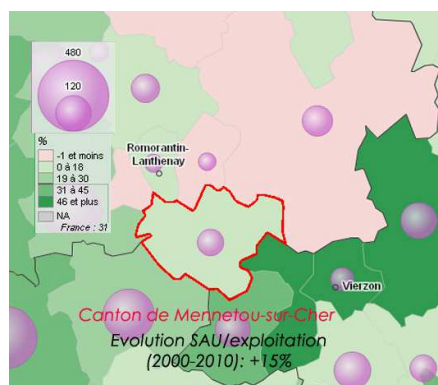 480
120
%
-1 et moins
0 à 18
19 à 30
31 à 45
46 et plus
NA
France : 31
Romorantin-
Lanthenay
Vierzon
Canton de Mennetou-sur-Cher
Evolution SAU/exploitation
(2000-2010): +15%